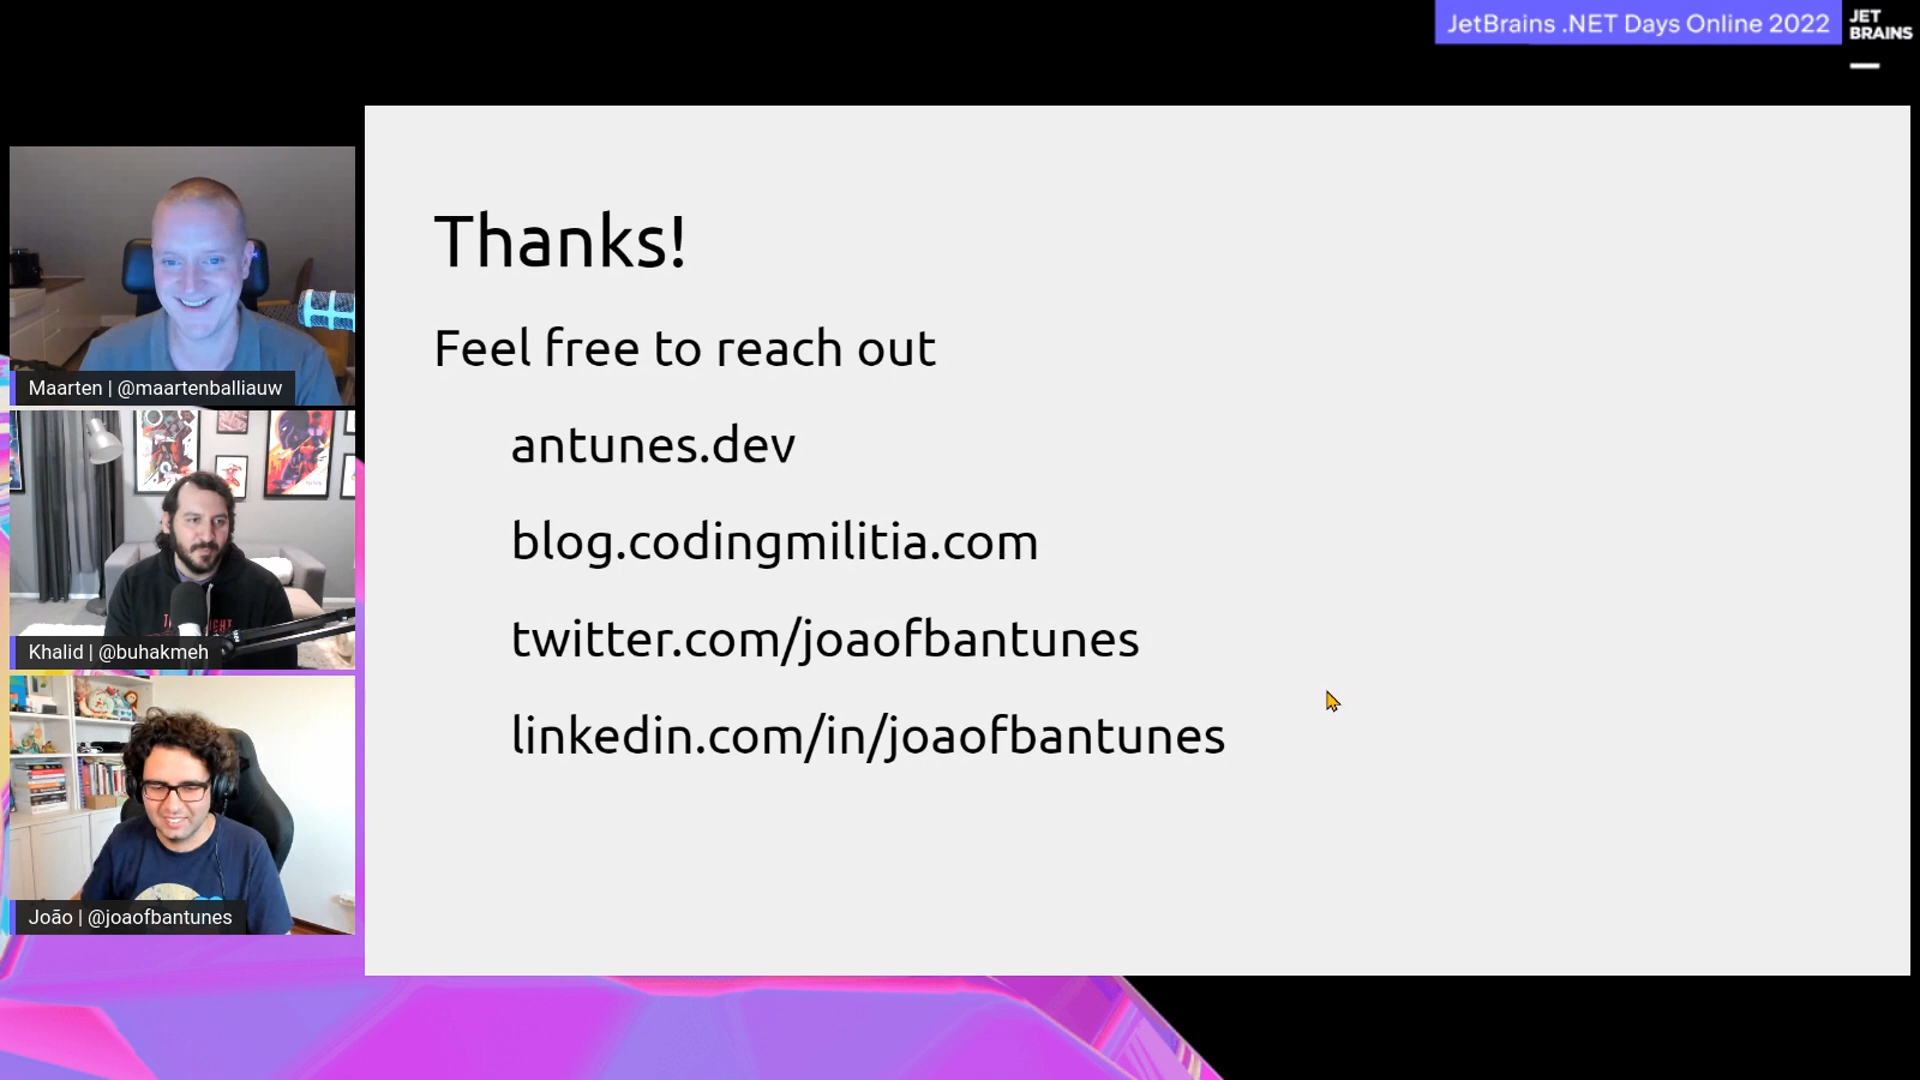 JetBrains .NET Days Online 2022
JET
BRAINS
Thanks!
Feel free to reach out
antunes.dev
blog.codingmilitia.com
twitter.com/joaofbantunes
linkedin.com/in/joaofbantunes
Maarten | @maartenballiauw
Khalid | @buhakmeh
João | @joaofbantunes